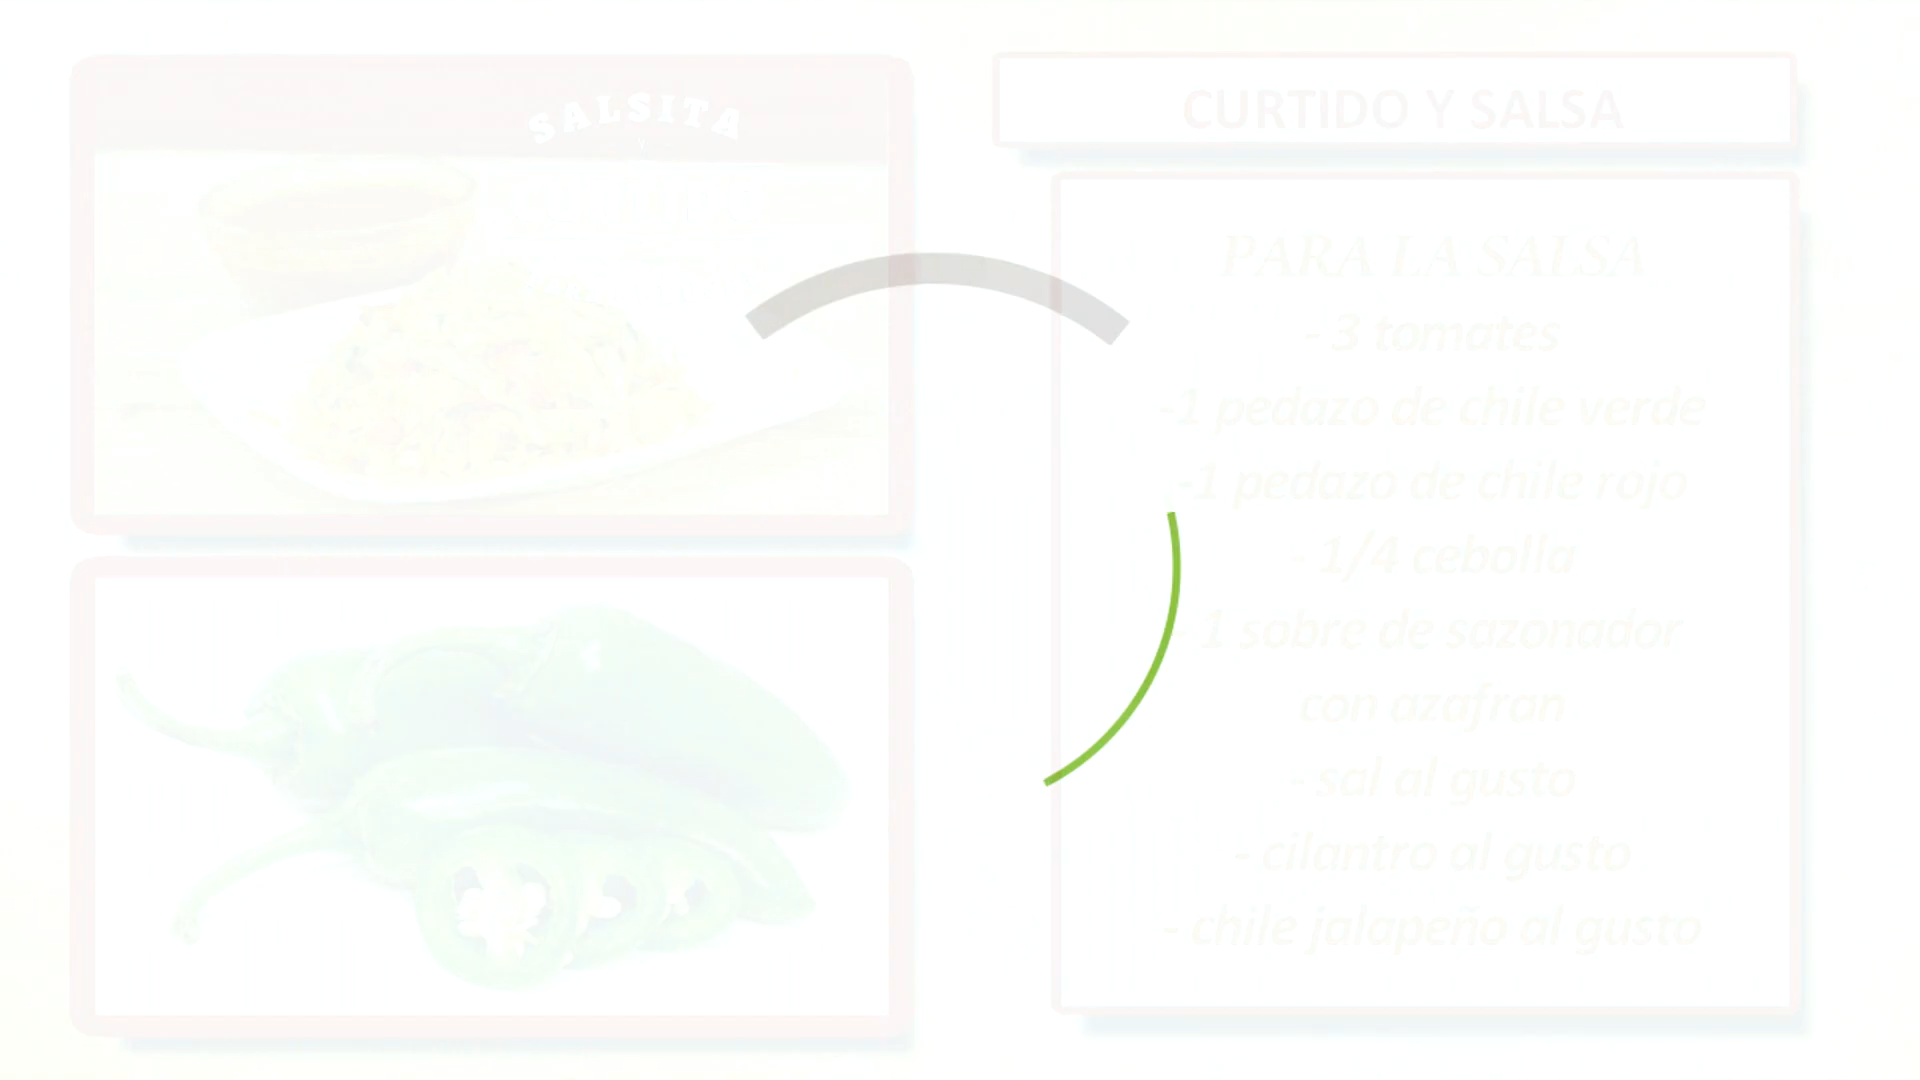 SALSITA
Y
CURTIDO Y SALSA
PARA LA SALSA
- 3 tomates
-1 pedazo de chile verde
-1 pedazo de chile rojo
- 1/4 cebolla
1 sobre de sazonador
con azafran
- sal al gusto
- cilantro al gusto
- chile jalapeño al gusto